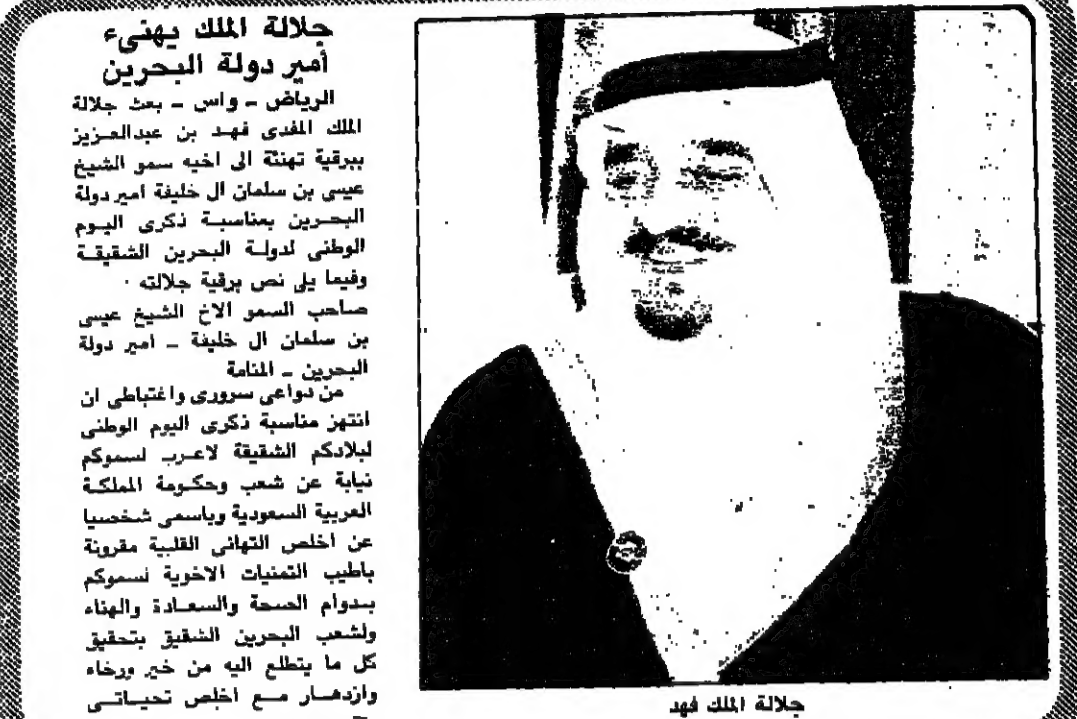 جلالة الملك يهنىء
أمير دولة البحرين
الرياض – واس – بعث جلالة
الملك المفدى فهد بن عبدالعزيز
ببرقية تهنئة الى اخيه سمو الشيخ
عيسى بن سلمان ال خليفة امير دولة
البحرين بمناسبة ذكرى اليوم
الوطنى لدولة البحرين الشقيقة
وفيما يلى نص برقية جلالته ·
صاحب السمو الاخ الشيخ عيسى
بن سلمان ال خليفة – امير دولة
البحرين – المنامة
من دواعى سرورى واغتباطى ان
انتهز مناسبة ذكرى اليوم الوطنى
لبلادكم الشقيقة لاعرب لسموكم
نيابة عن شعب وحكومة المملكة
العربية السعودية وباسمى شخصيا
عن اخلص التهانى القلبية مقرونة
باطيب التمنيات الاخوية لسموكم
بدوام الصحة والسعادة والهناء
ولشعب البحرين الشقيق بتحقيق
كل ما يتطلع اليه من خير ورخاء
وازدهار مع اخلص تحياتى
جلالة الملك فهد